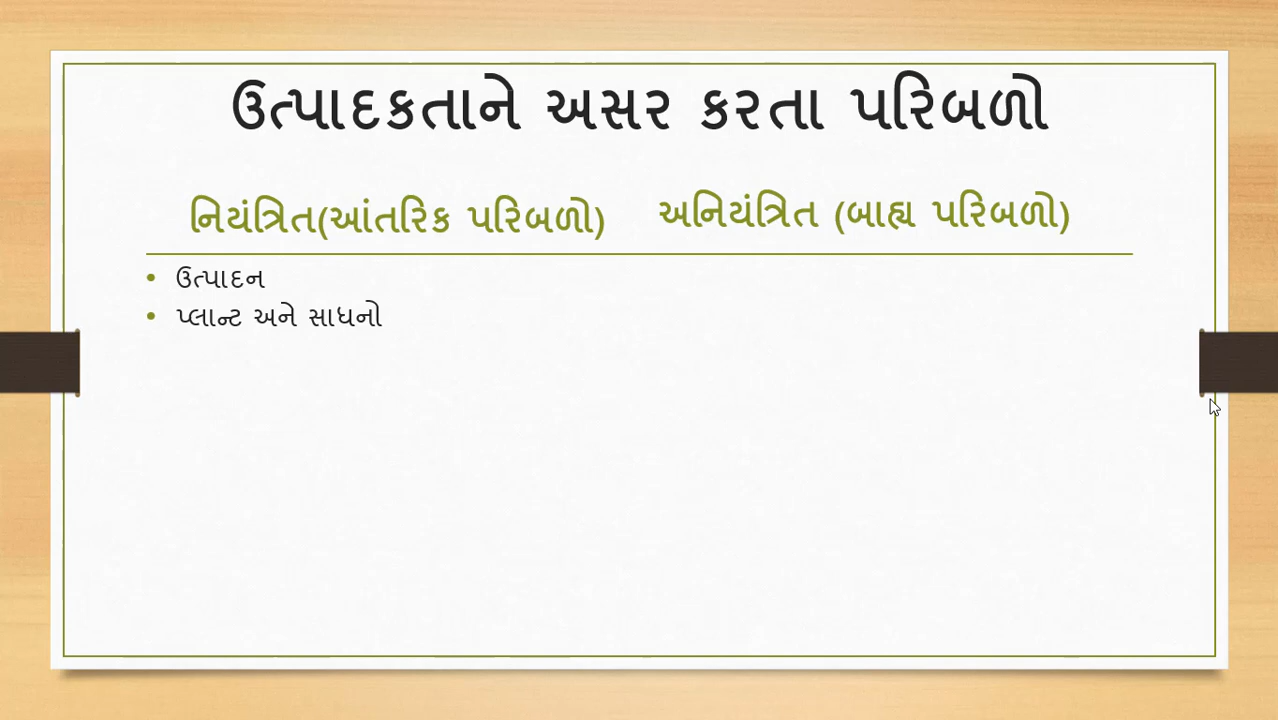 ઉત્પાદકતાને અસર કરતા પરિબળો
નિયંત્રિત(આંતરિક પરિબળો)
અનિયંત્રિત (બાહ્ય પરિબળો)
ઉત્પાદન
પ્લાન્ટ અને સાધનો